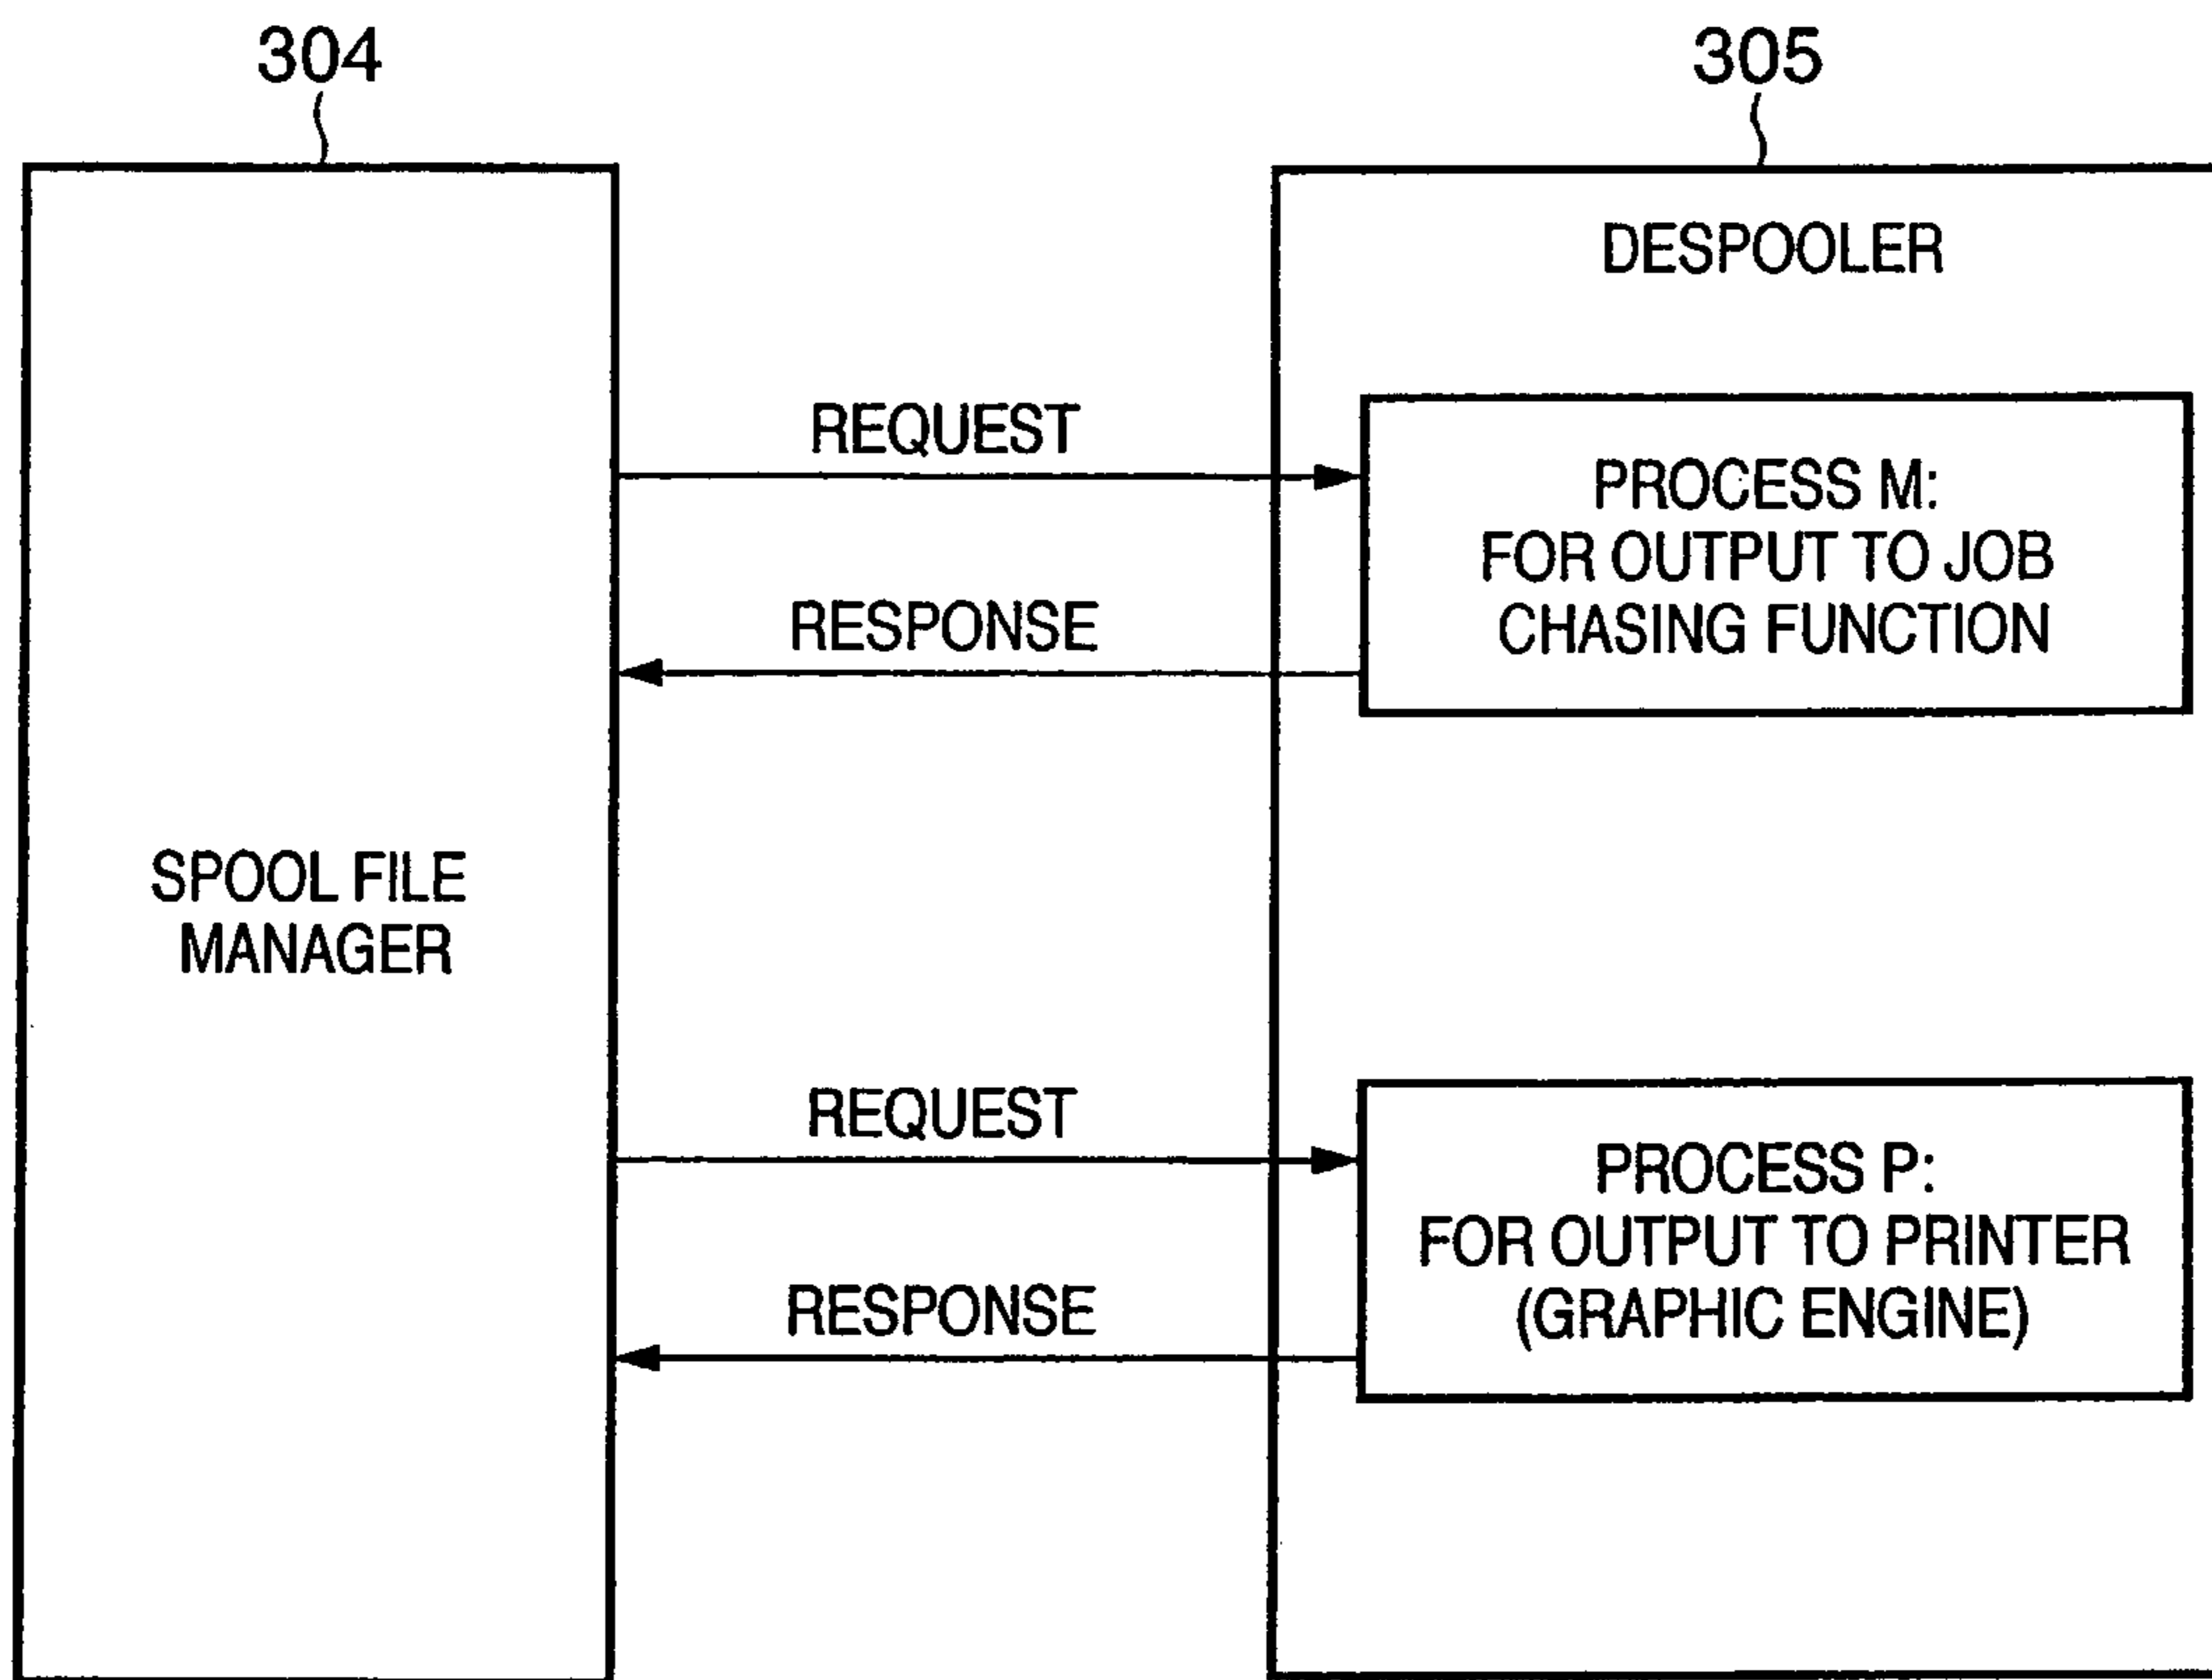 304
305
DESPOOLER
REQUEST
PROCESS M:
FOR OUTPUT TO JOB
CHASING FUNCTION
RESPONSE
SPOOL FILE
MANAGER
REQUEST
PROCESS P:
FOR OUTPUT TO PRINTER
(GRAPHIC ENGINE)
RESPONSE